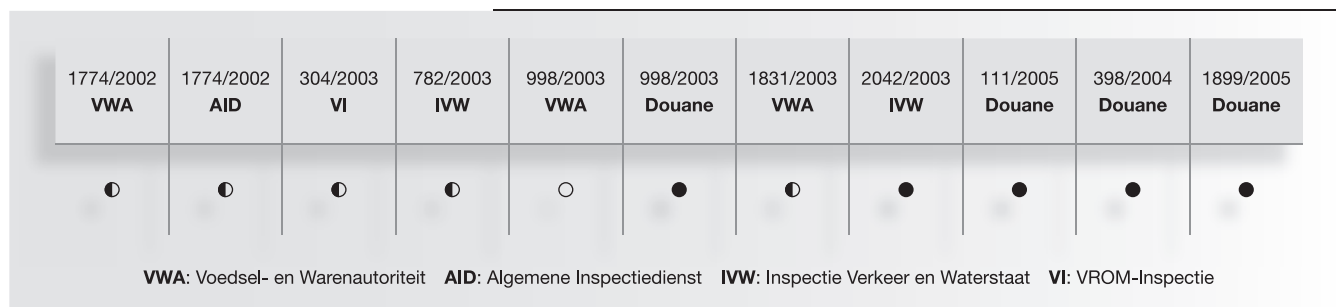 1774/2002 1774/2002 304/2003 782/2003 998/2003 998/2003 1831/2003 2042/2003 111/2005 398/2004 1899/2005
VWA AID VI IVW VWA Douane VWA IVW Douane Douane Douane
VWA: Voedsel- en Warenautoriteit AID: Algemene Inspectiedienst IVW: Inspectie Verkeer en Waterstaat VI: VROM-Inspectie